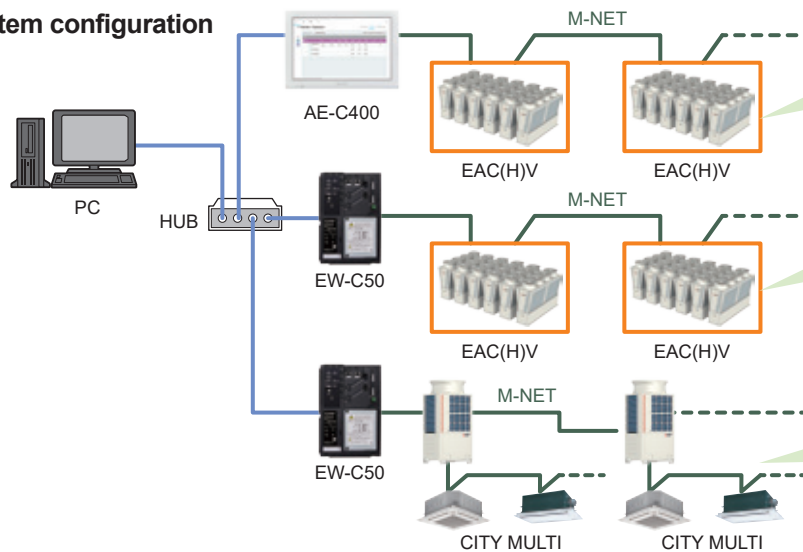 tem configuration
M-NET
AE-C400
EAC(H)V
EAC(H)V
PC
HUB
M-NET
EW-C50
EAC(H)V
EAC(H)V
M-NET
EW-C50
CITY MULTI
CITY MULTI